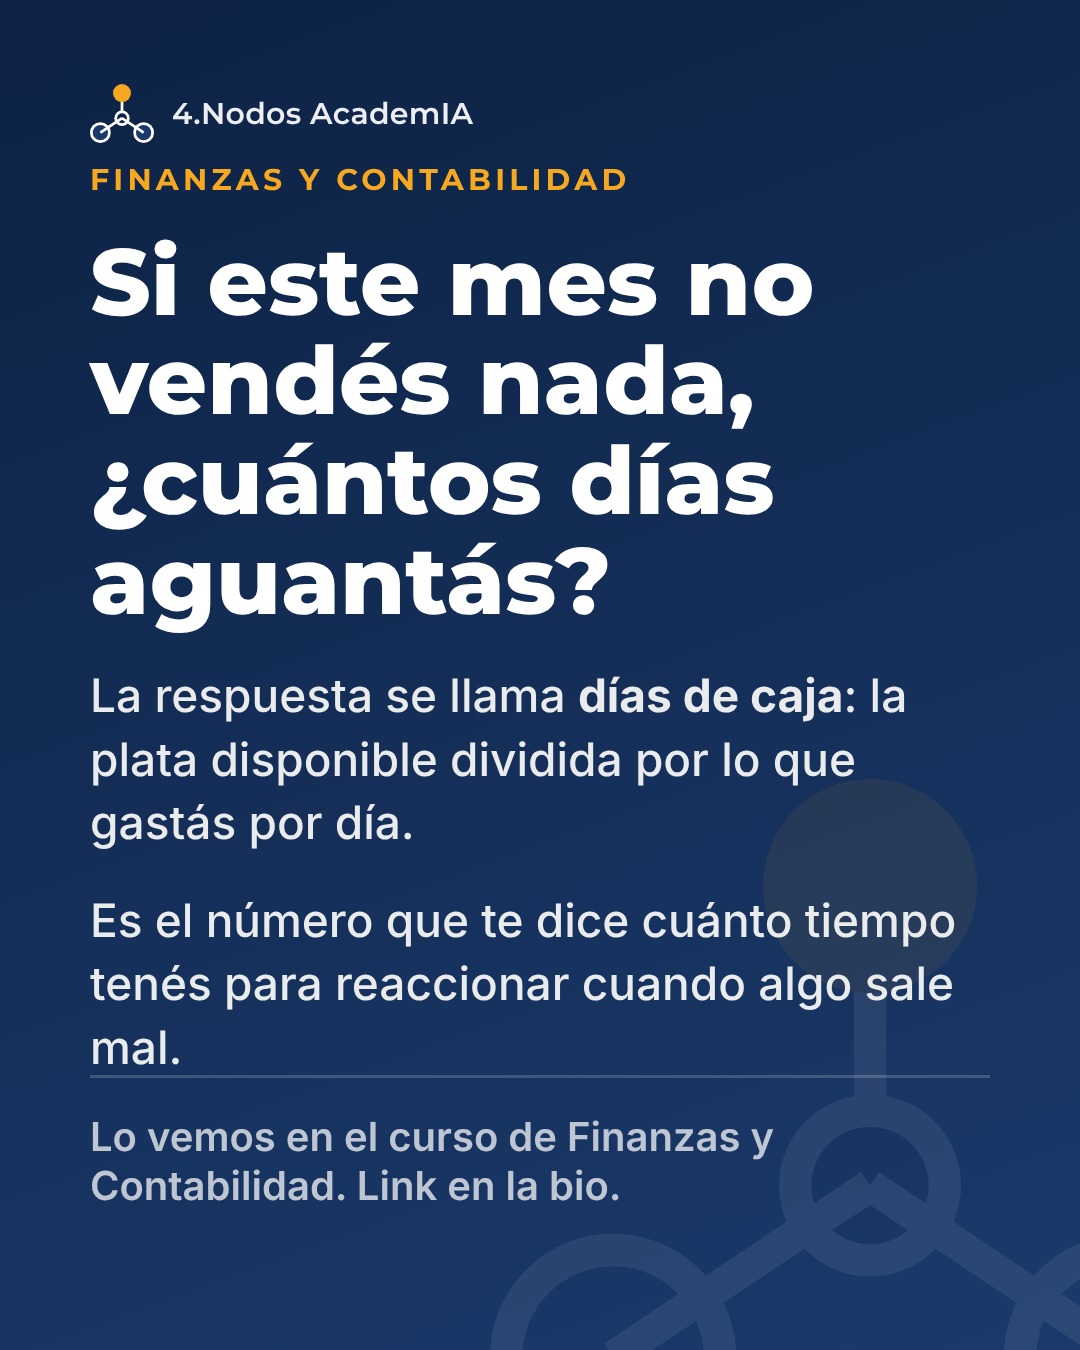 4.Nodos AcademIA
FINANZAS Y CONTABILIDAD
Si este mes no
vendés nada,
¿cuántos días
aguantás?
La respuesta se llama días de caja: la
plata disponible dividida por lo que
gastás por día.
Es el número que te dice cuánto tiempo
tenés para reaccionar cuando algo sale
mal.
Lo vemos en el curso de Finanzas y
Contabilidad. Link en la bio.